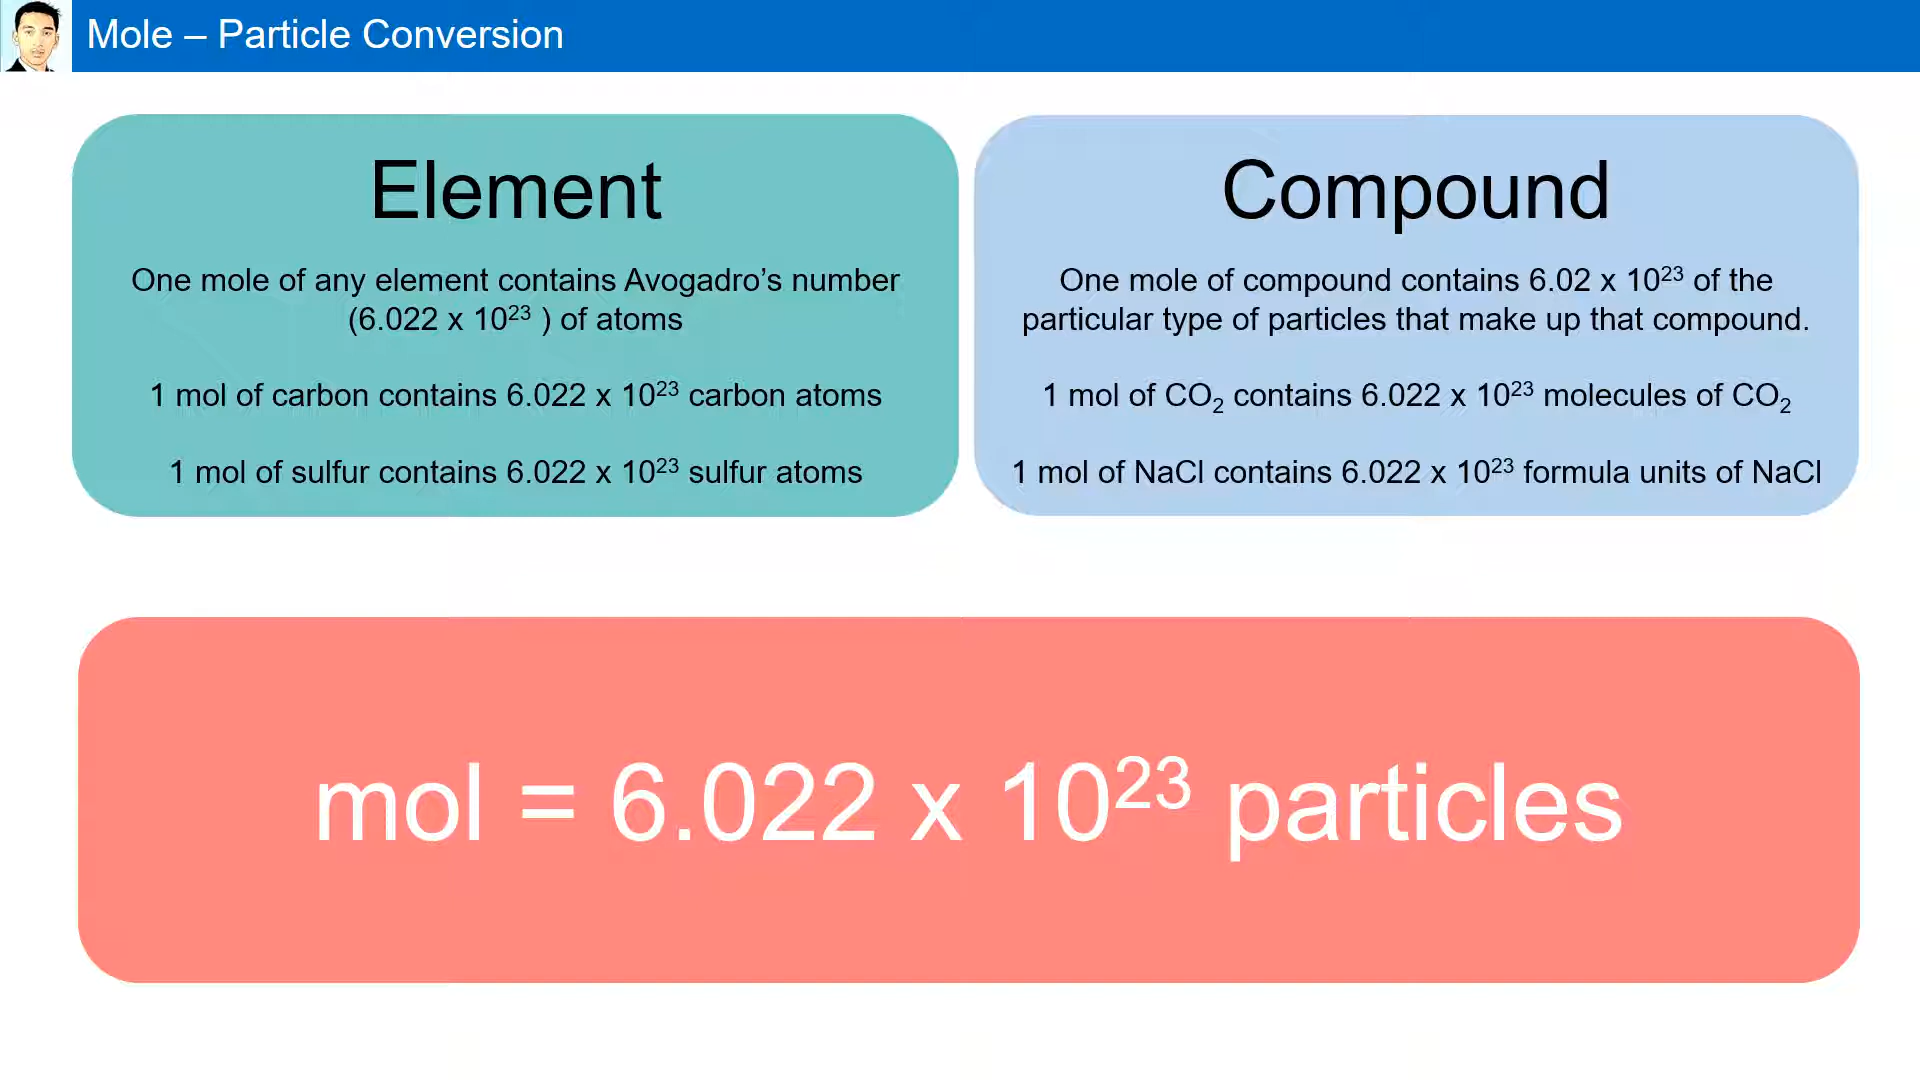 Mole – Particle Conversion
Element
One mole of any element contains Avogadro’s number
(6.022 x 10²³ ) of atoms
1 mol of carbon contains 6.022 x 10²³ carbon atoms
1 mol of sulfur contains 6.022 x 10²³ sulfur atoms
Compound
One mole of compound contains 6.02 x 10²³ of the
particular type of particles that make up that compound.
1 mol of CO₂ contains 6.022 x 10²³ molecules of CO₂
1 mol of NaCl contains 6.022 x 10²³ formula units of NaCl
mol = 6.022 x 10²³ particles